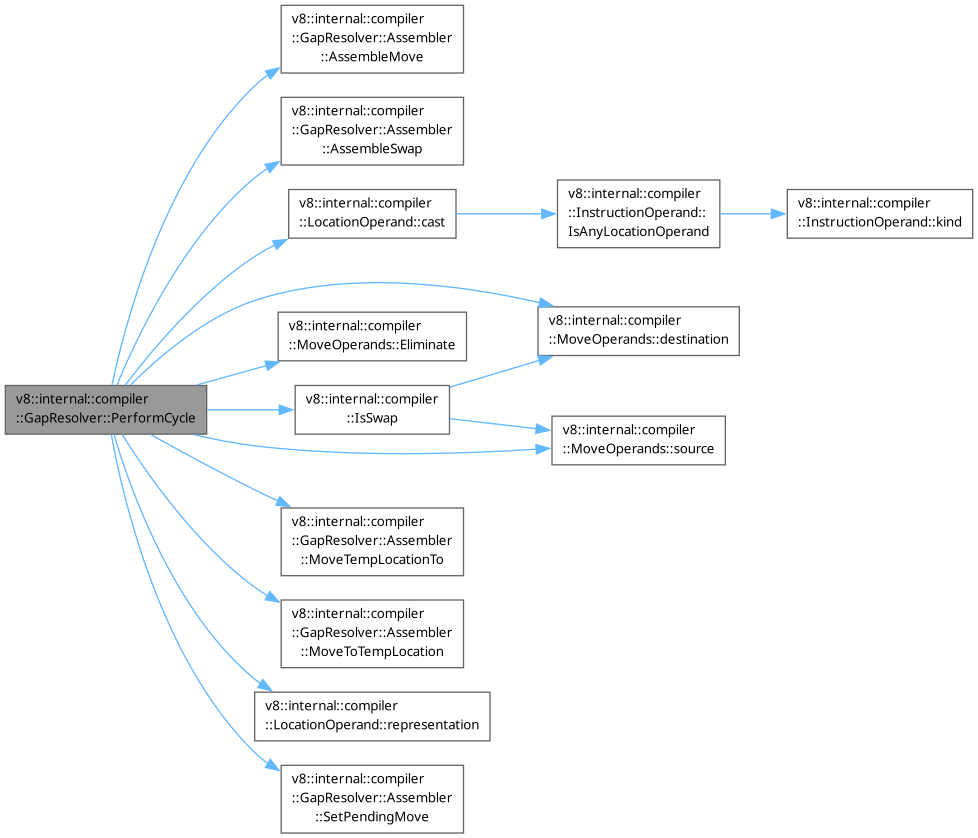 v8::internal::compiler
::GapResolver::Assembler
::AssembleMove
v8::internal::compiler
::GapResolver::Assembler
::AssembleSwap
v8::internal::compiler
::LocationOperand::cast
v8::internal::compiler
::InstructionOperand::
IsAnyLocationOperand
v8::internal::compiler
::InstructionOperand::kind
v8::internal::compiler
::MoveOperands::destination
v8::internal::compiler
::MoveOperands::Eliminate
v8::internal::compiler
::GapResolver::PerformCycle
v8::internal::compiler
::IsSwap
v8::internal::compiler
::MoveOperands::source
v8::internal::compiler
::GapResolver::Assembler
::MoveTempLocationTo
v8::internal::compiler
::GapResolver::Assembler
::MoveToTempLocation
v8::internal::compiler
::LocationOperand::representation
v8::internal::compiler
::GapResolver::Assembler
::SetPendingMove